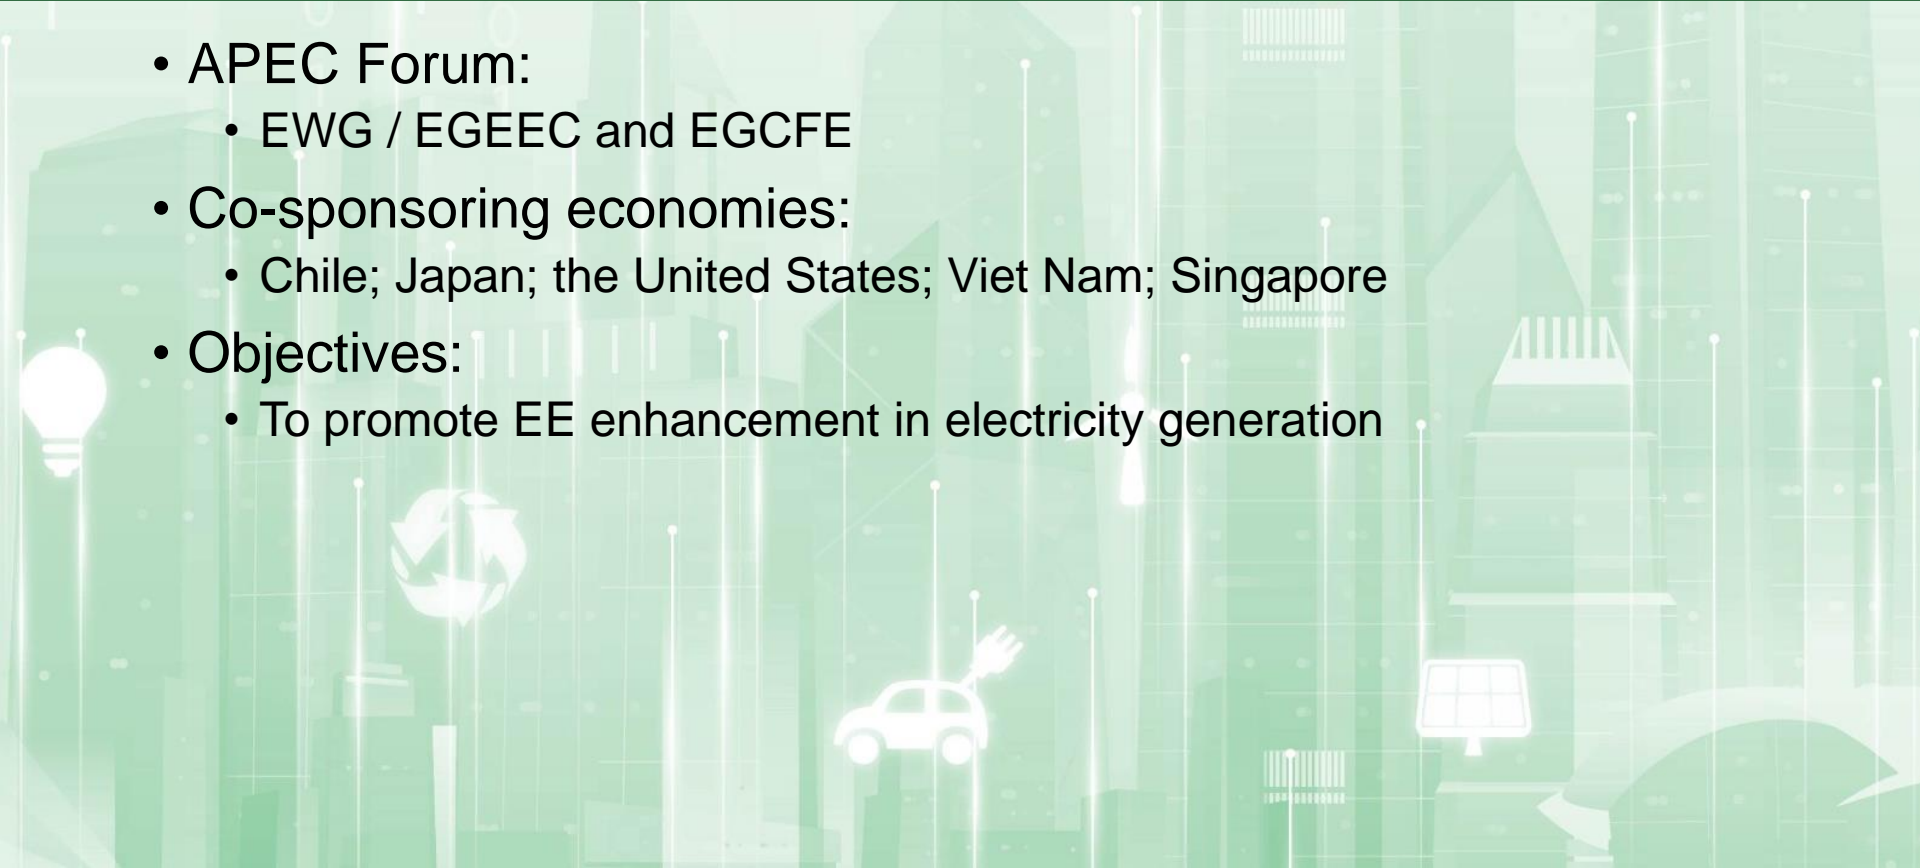 • APEC Forum:
• EWG / EGEEC and EGCFE
• Co-sponsoring economies:
• Chile; Japan; the United States; Viet Nam; Singapore
• Objectives:
• To promote EE enhancement in electricity generation